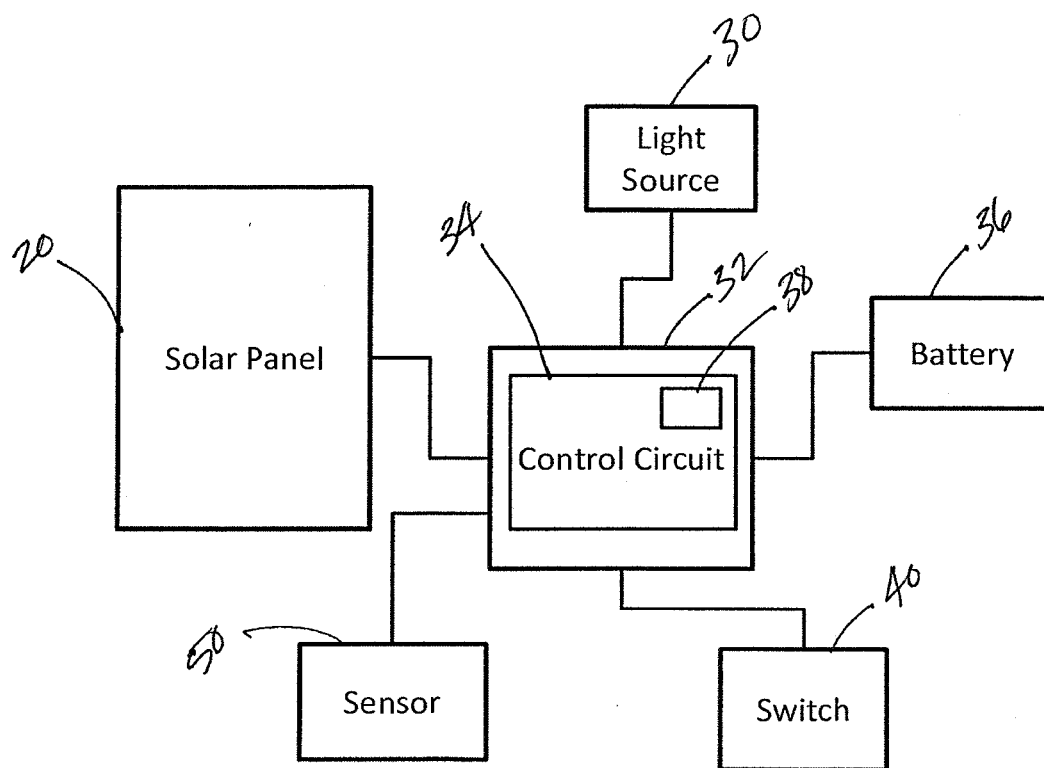 30
Light
Source
20
34
32
38
36
Solar Panel
Battery
Control Circuit
50
40
Sensor
Switch